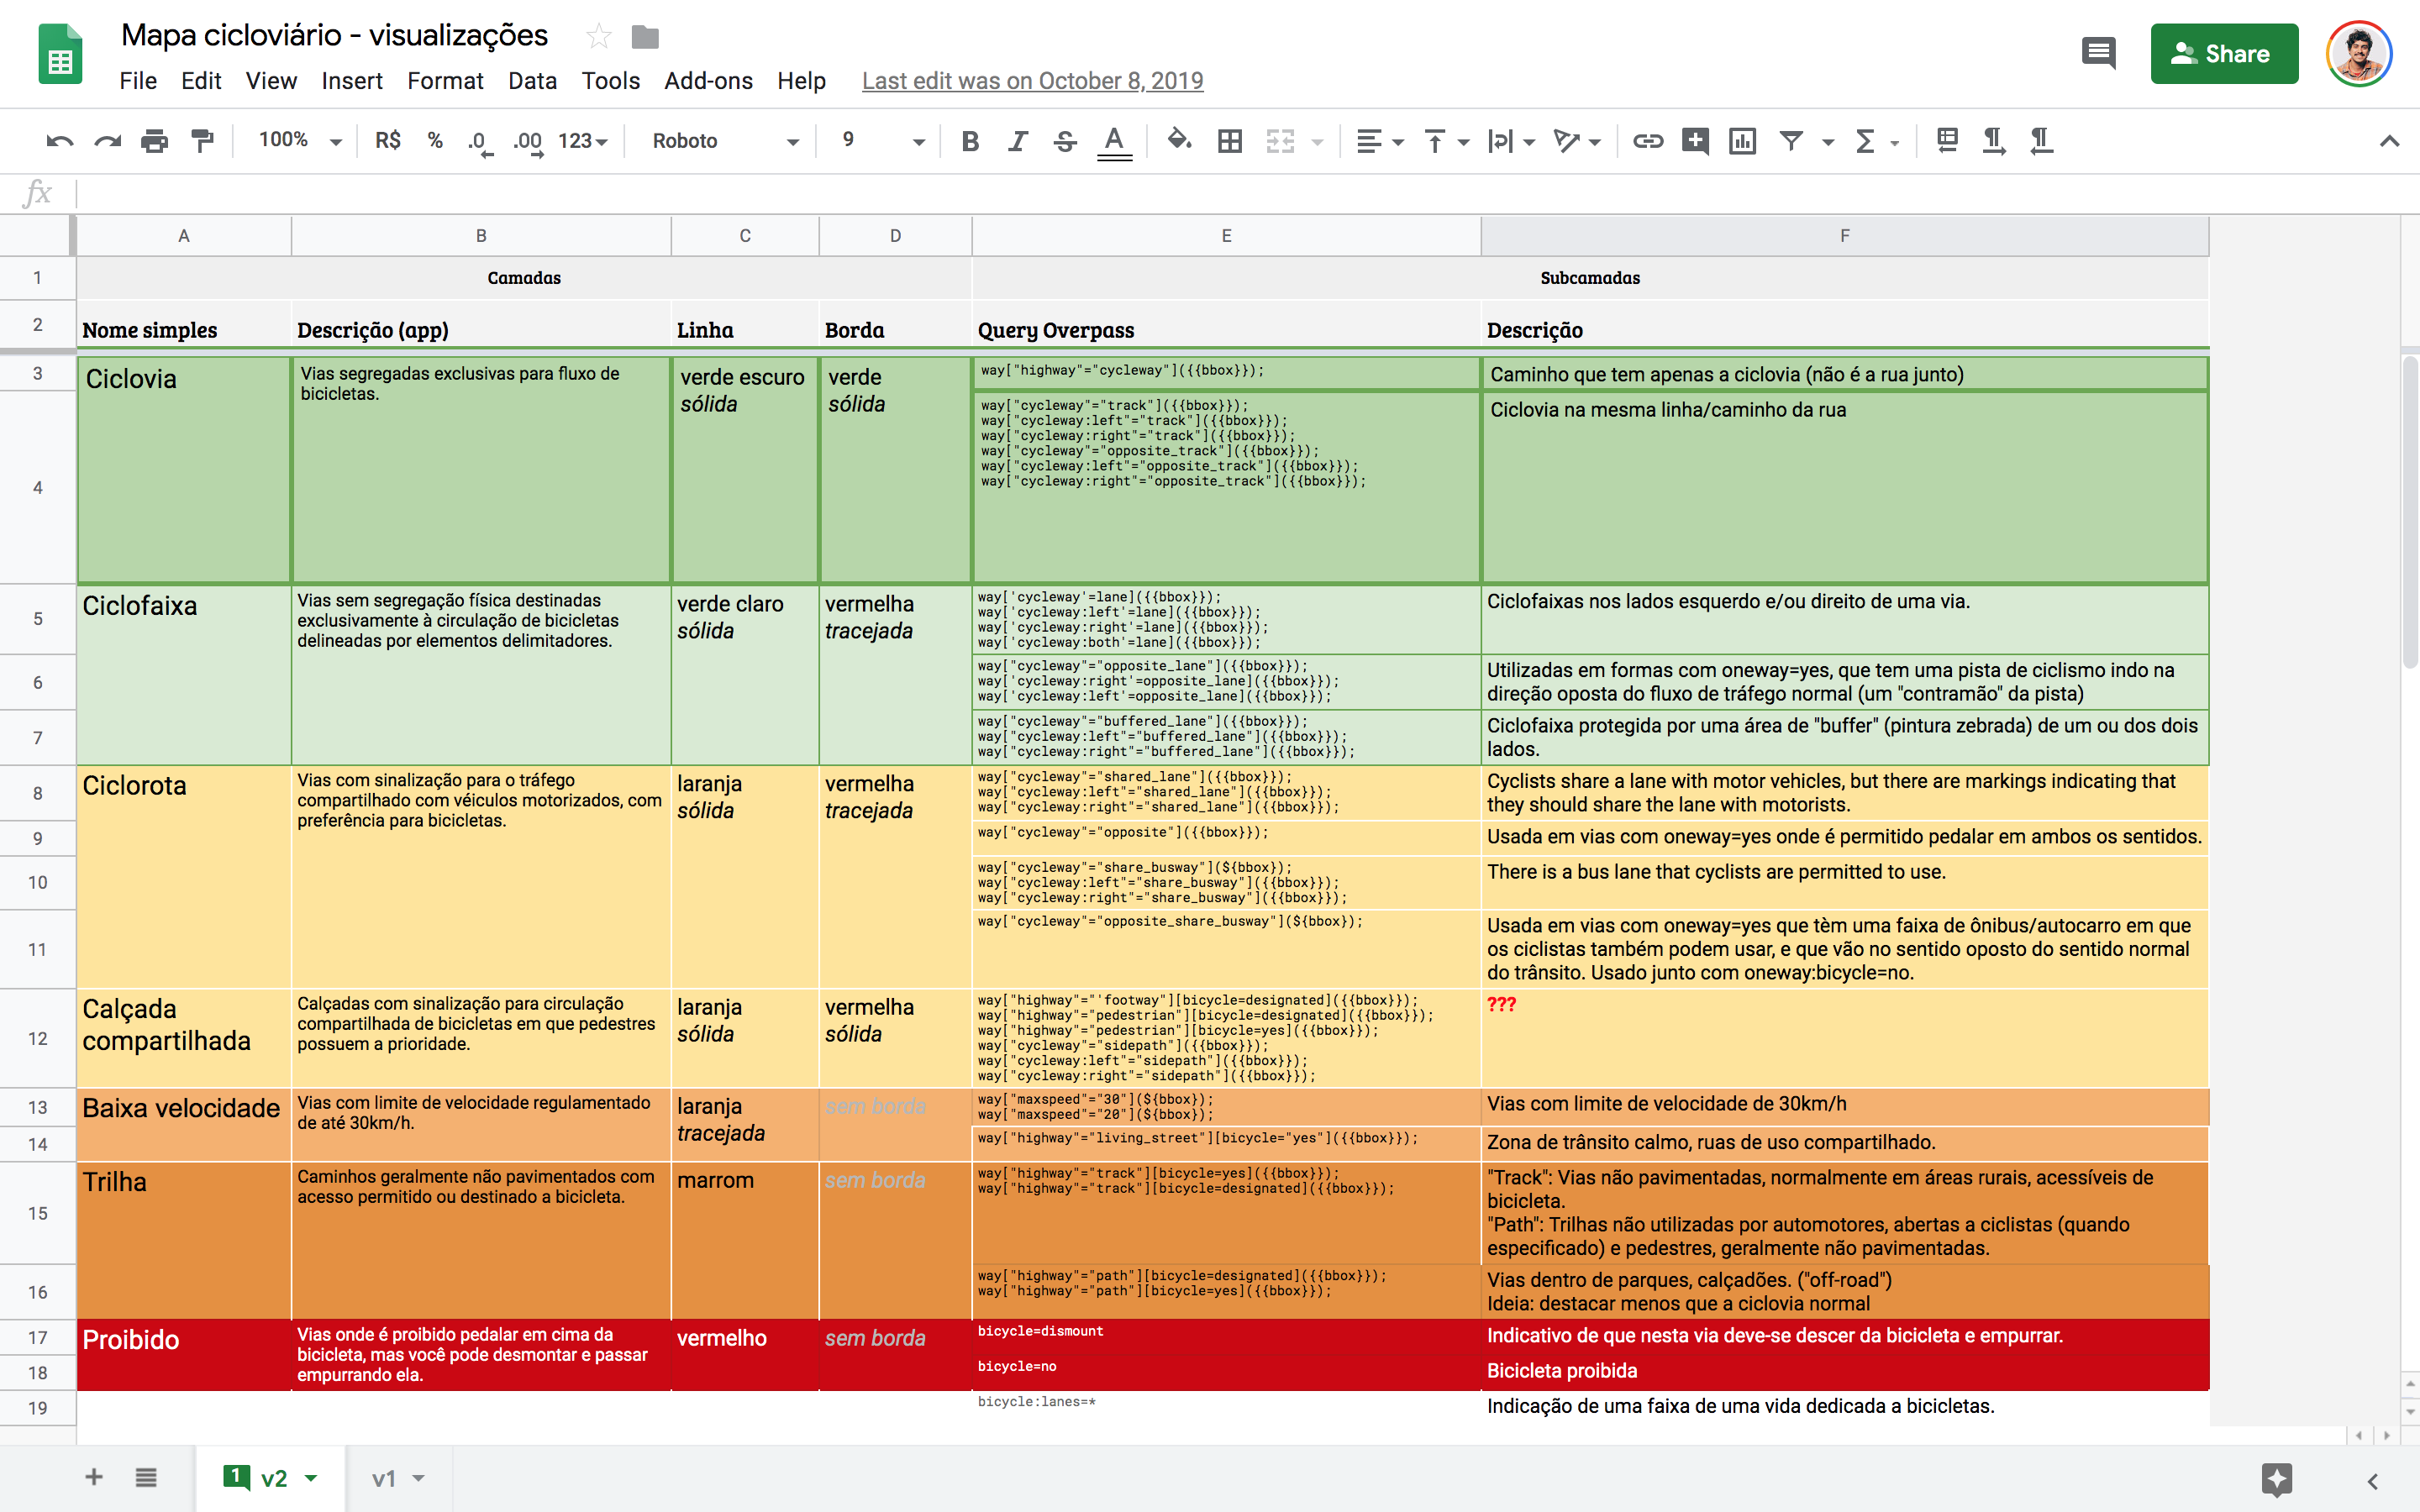 Mapa cicloviário - visualizações
File Edit View Insert Format Data Tools Add-ons Help Last edit was on October 8, 2019
Share
100% R$ % .0 .00 123 Roboto 9 B I S A
fx
A B C D E F
1 Camadas Subcamadas
2 Nome simples Descrição (app) Linha Borda Query Overpass Descrição
3
Ciclovia
Vias segregadas exclusivas para fluxo de
bicicletas.
verde escuro
sólida
verde
sólida
way["highway"="cycleway"]({{bbox}});
Caminho que tem apenas a ciclovia (não é a rua junto)
4
way["cycleway"="track"]({{bbox}});
way["cycleway:left"="track"]({{bbox}});
way["cycleway:right"="track"]({{bbox}});
way["cycleway"="opposite_track"]({{bbox}});
way["cycleway:left"="opposite_track"]({{bbox}});
way["cycleway:right"="opposite_track"]({{bbox}});
Ciclovia na mesma linha/caminho da rua
5
Ciclofaixa
Vias sem segregação física destinadas
exclusivamente à circulação de bicicletas
delineadas por elementos delimitadores.
verde claro
sólida
vermelha
tracejada
way['cycleway'=lane]({{bbox}});
way['cycleway:left'=lane]({{bbox}});
way['cycleway:right'=lane]({{bbox}});
way['cycleway:both'=lane]({{bbox}});
Ciclofaixas nos lados esquerdo e/ou direito de uma via.
6
way["cycleway"="opposite_lane"]({{bbox}});
way['cycleway:right'=opposite_lane]({{bbox}});
way['cycleway:left'=opposite_lane]({{bbox}});
Utilizadas em formas com oneway=yes, que tem uma pista de ciclismo indo na
direção oposta do fluxo de tráfego normal (um "contramão" da pista)
7
way["cycleway"="buffered_lane"]({{bbox}});
way["cycleway:left"="buffered_lane"]({{bbox}});
way["cycleway:right"="buffered_lane"]({{bbox}});
Ciclofaixa protegida por uma área de "buffer" (pintura zebrada) de um ou dos dois
lados.
8
Ciclorota
Vias com sinalização para o tráfego
compartilhado com véiculos motorizados, com
preferência para bicicletas.
laranja
sólida
vermelha
tracejada
way["cycleway"="shared_lane"]({{bbox}});
way["cycleway:left"="shared_lane"]({{bbox}});
way["cycleway:right"="shared_lane"]({{bbox}});
Cyclists share a lane with motor vehicles, but there are markings indicating that
they should share the lane with motorists.
9
way["cycleway"="opposite"]({{bbox}});
Usada em vias com oneway=yes onde é permitido pedalar em ambos os sentidos.
10
way["cycleway"="share_busway"](${bbox});
way["cycleway:left"="share_busway"]({{bbox}});
way["cycleway:right"="share_busway"]({{bbox}});
There is a bus lane that cyclists are permitted to use.
11
way["cycleway"="opposite_share_busway"](${bbox});
Usada em vias com oneway=yes que tèm uma faixa de ônibus/autocarro em que
os ciclistas também podem usar, e que vão no sentido oposto do sentido normal
do trânsito. Usado junto com oneway:bicycle=no.
12
Calçada
compartilhada
Calçadas com sinalização para circulação
compartilhada de bicicletas em que pedestres
possuem a prioridade.
laranja
sólida
vermelha
sólida
way["highway"="'footway"][bicycle=designated]({{bbox}});
way["highway"="pedestrian"][bicycle=designated]({{bbox}});
way["highway"="pedestrian"][bicycle=yes]({{bbox}});
way["cycleway"="sidepath"]({{bbox}});
way["cycleway:left"="sidepath"]({{bbox}});
way["cycleway:right"="sidepath"]({{bbox}});
???
13
Baixa velocidade
Vias com limite de velocidade regulamentado
de até 30km/h.
laranja
tracejada
sem borda
way["maxspeed"="30"](${bbox});
way["maxspeed"="20"](${bbox});
Vias com limite de velocidade de 30km/h
14
way["highway"="living_street"][bicycle="yes"]({{bbox}});
Zona de trânsito calmo, ruas de uso compartilhado.
15
Trilha
Caminhos geralmente não pavimentados com
acesso permitido ou destinado a bicicleta.
marrom
sem borda
way["highway"="track"][bicycle=yes]({{bbox}});
way["highway"="track"][bicycle=designated]({{bbox}});
"Track": Vias não pavimentadas, normalmente em áreas rurais, acessíveis de
bicicleta.
"Path": Trilhas não utilizadas por automotores, abertas a ciclistas (quando
especificado) e pedestres, geralmente não pavimentadas.
16
way["highway"="path"][bicycle=designated]({{bbox}});
way["highway"="path"][bicycle=yes]({{bbox}});
Vias dentro de parques, calçadões. ("off-road")
Ideia: destacar menos que a ciclovia normal
17
Proibido
Vias onde é proibido pedalar em cima da
bicicleta, mas você pode desmontar e passar
empurrando ela.
vermelho
sem borda
bicycle=dismount
Indicativo de que nesta via deve-se descer da bicicleta e empurrar.
18
bicycle=no
Bicicleta proibida
19
bicycle:lanes=*
Indicação de uma faixa de uma vida dedicada a bicicletas.
1 v2 v1